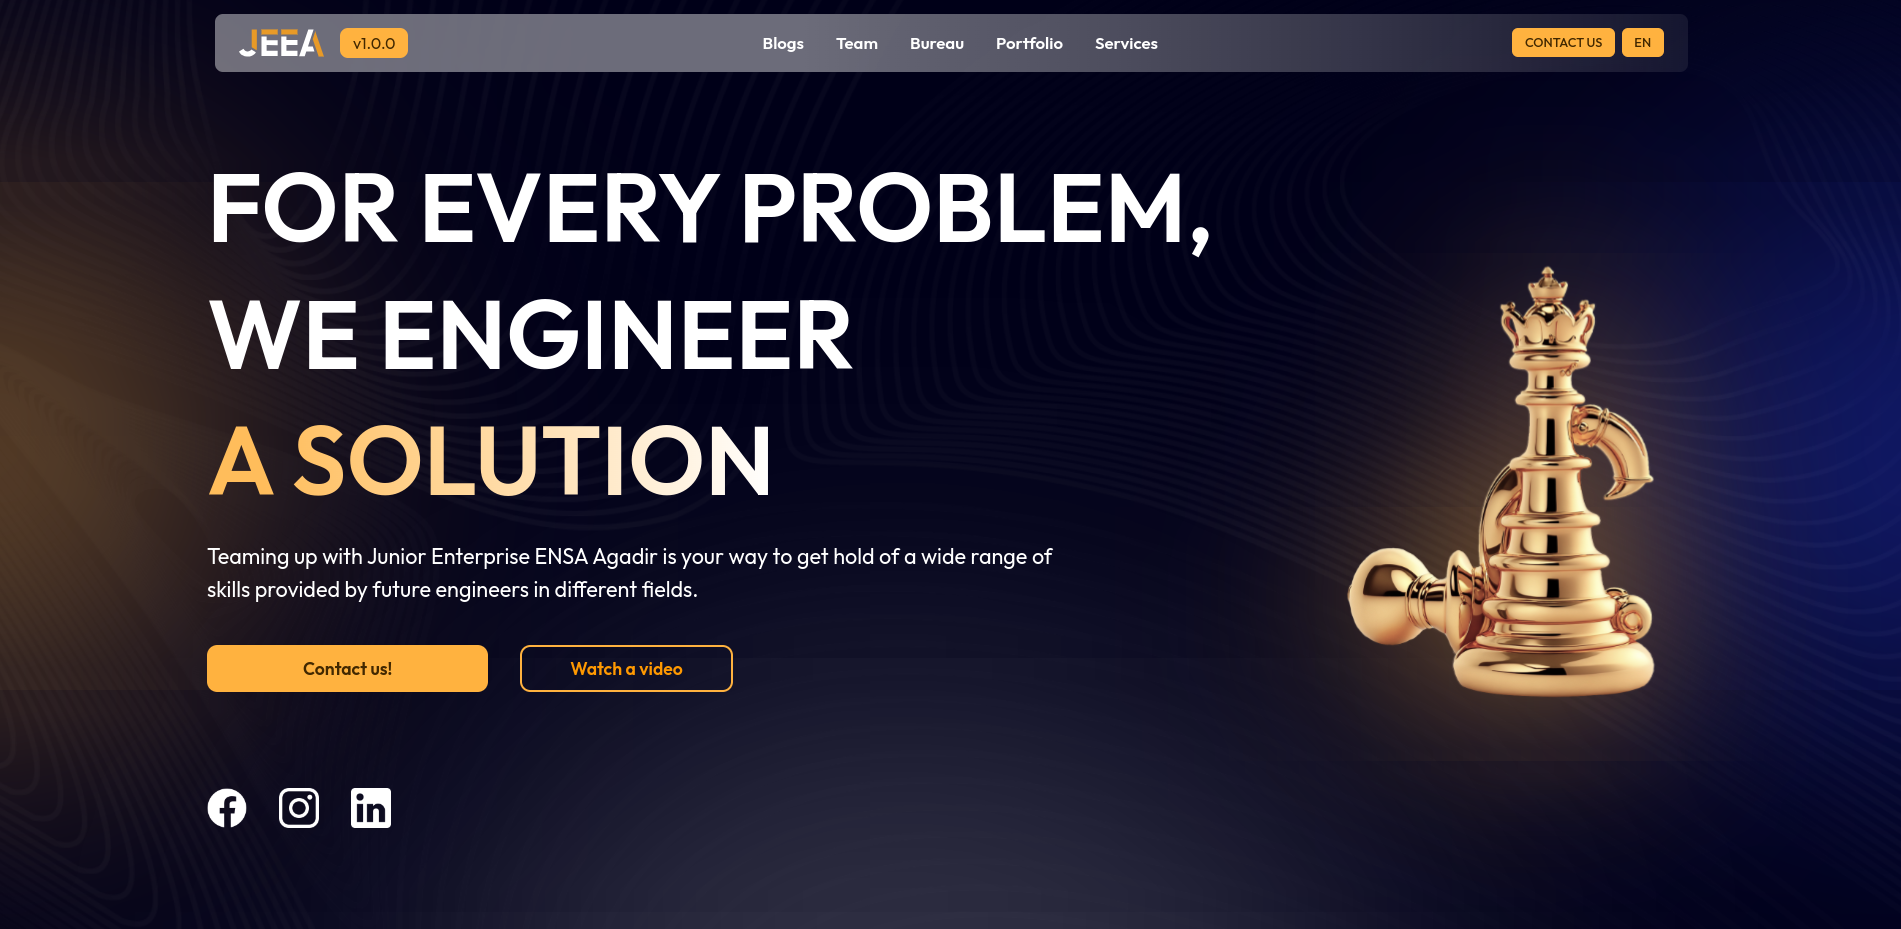 JEEA
v1.0.0
Blogs
Team
Bureau
Portfolio
Services
CONTACT US
EN
FOR EVERY PROBLEM,
WE ENGINEER
A SOLUTION
Teaming up with Junior Enterprise ENSA Agadir is your way to get hold of a wide range of
skills provided by future engineers in different fields.
Contact us!
Watch a video